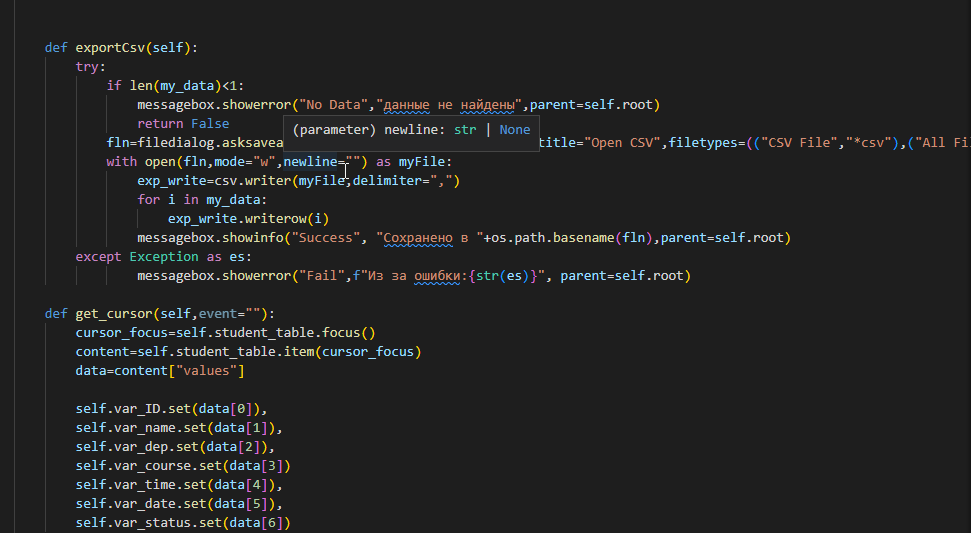 def exportCsv(self):
try:
if len(my_data)<1:
messagebox.showerror("No Data","данные не найдены",parent=self.root)
return False
(parameter) newline: str | None
fln=filedialog.asksavea title="Open CSV",filetypes=(("CSV File","*csv"),("All Fi
with open(fln,mode="w",newline="") as myFile:
exp_write=csv.writer(myFile,delimiter=",")
for i in my_data:
exp_write.writerow(i)
messagebox.showinfo("Success", "Сохранено в "+os.path.basename(fln),parent=self.root)
except Exception as es:
messagebox.showerror("Fail",f"Из за ошибки:{str(es)}", parent=self.root)
def get_cursor(self,event=""):
cursor_focus=self.student_table.focus()
content=self.student_table.item(cursor_focus)
data=content["values"]
self.var_ID.set(data[0]),
self.var_name.set(data[1]),
self.var_dep.set(data[2]),
self.var_course.set(data[3])
self.var_time.set(data[4]),
self.var_date.set(data[5]),
self.var_status.set(data[6])